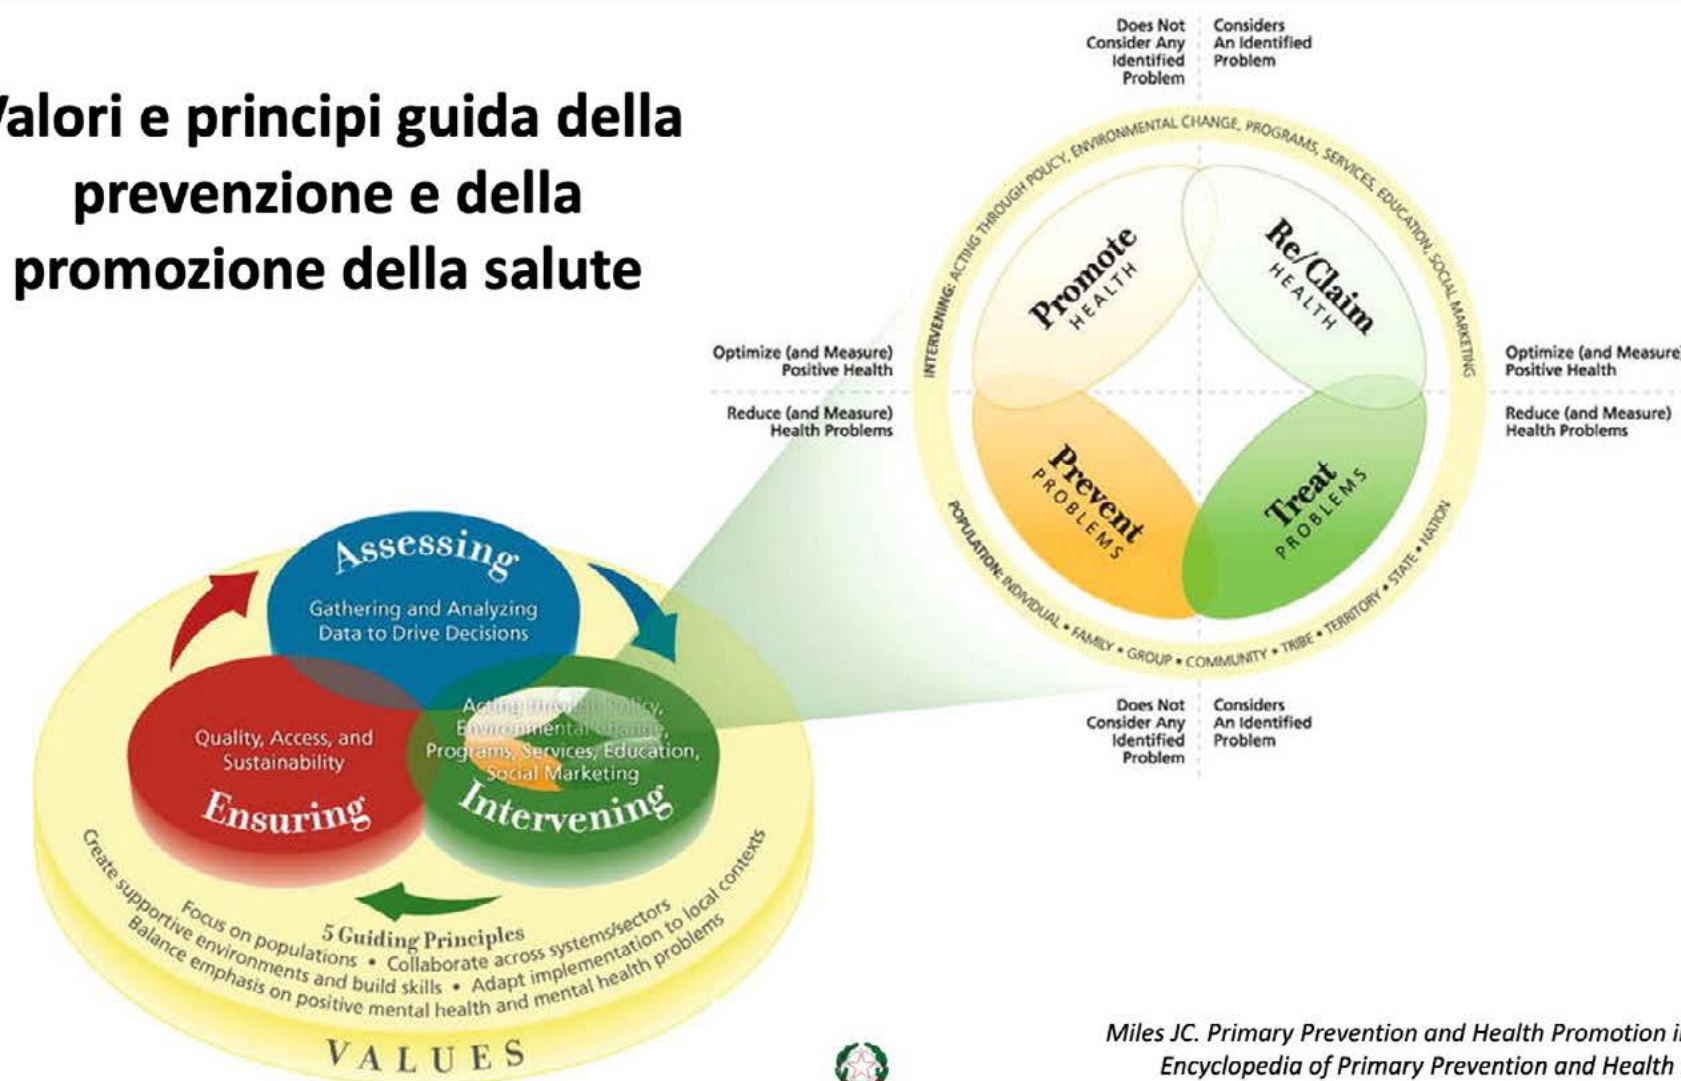 Valori e principi guida della
prevenzione e della
promozione della salute
Does Not
Consider Any
Identified
Problem
Considers
An Identified
Problem
INTERVENING: ACTING THROUGH POLICY, ENVIRONMENTAL CHANGE, PROGRAMS, SERVICES, EDUCATION, SOCIAL MARKETING
Promote
HEALTH
Re/Claim
HEALTH
Optimize (and Measure)
Positive Health
Reduce (and Measure)
Health Problems
Optimize (and Measure)
Positive Health
Reduce (and Measure)
Health Problems
Prevent
PROBLEMS
Treat
PROBLEMS
POPULATION: INDIVIDUAL • FAMILY • GROUP • COMMUNITY • TRIBE • TERRITORY • STATE • NATION
Does Not
Consider Any
Identified
Problem
Considers
An Identified
Problem
Assessing
Gathering and Analyzing
Data to Drive Decisions
Quality, Access, and
Sustainability
Ensuring
Acting through Policy,
Environmental Change,
Programs, Services, Education,
Social Marketing
Intervening
5 Guiding Principles
Focus on populations • Collaborate across systems/sectors
Create supportive environments and build skills • Adapt implementation to local contexts
Balance emphasis on positive mental health and mental health problems
VALUES
Miles JC. Primary Prevention and Health Promotion
Encyclopedia of Primary Prevention and Health